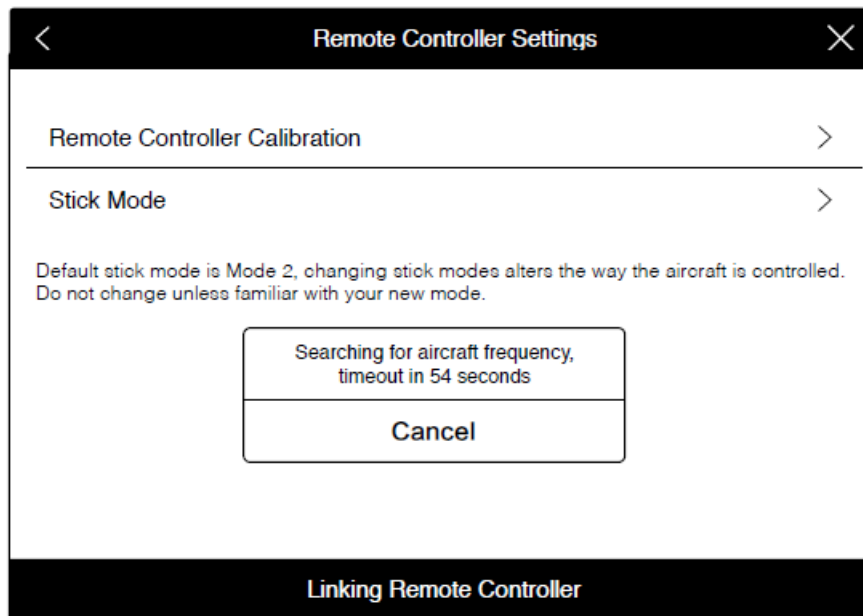 Remote Controller Settings
Remote Controller Calibration
Stick Mode
Default stick mode is Mode 2, changing stick modes alters the way the aircraft is controlled.
Do not change unless familiar with your new mode.
Searching for aircraft frequency,
timeout in 54 seconds
Cancel
Linking Remote Controller